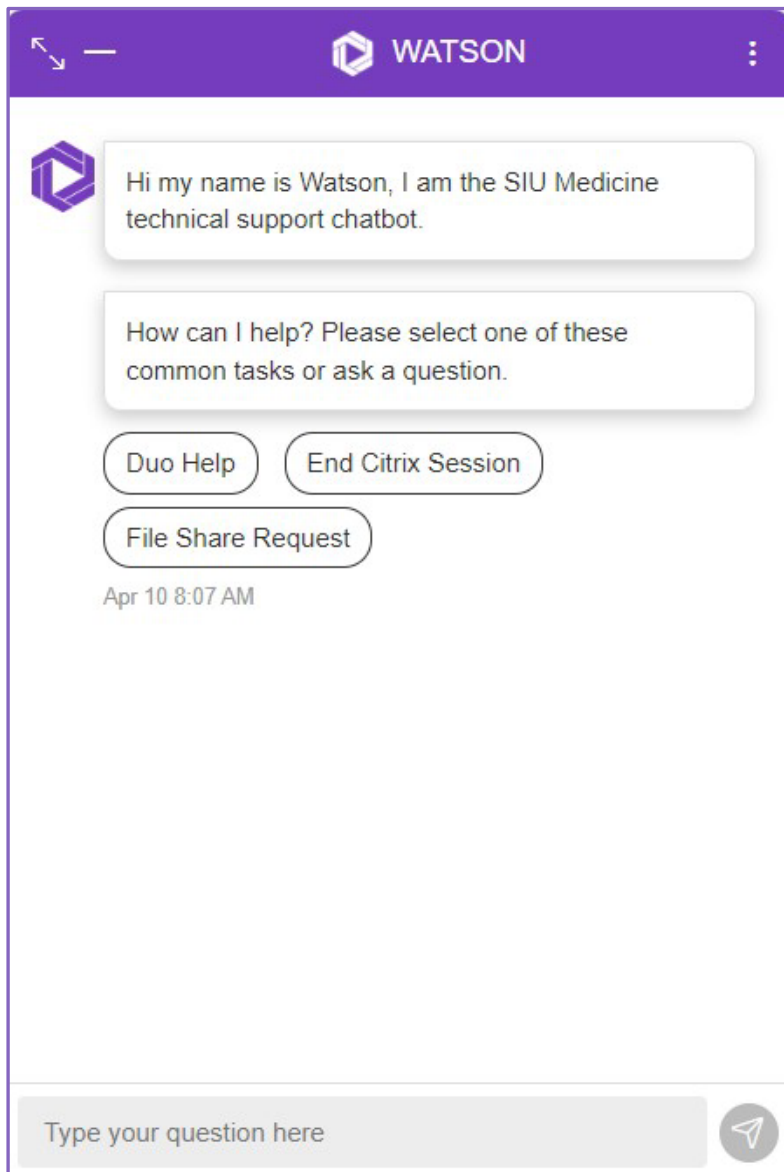 WATSON
Hi my name is Watson, I am the SIU Medicine
technical support chatbot.
How can I help? Please select one of these
common tasks or ask a question.
Duo Help
End Citrix Session
File Share Request
Apr 10 8:07 AM
Type your question here